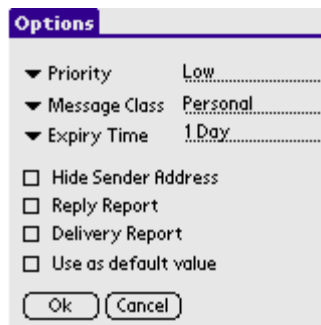 Options
Priority Low
Message Class Personal
Expiry Time 1 Day
Hide Sender Address
Reply Report
Delivery Report
Use as default value
Ok Cancel